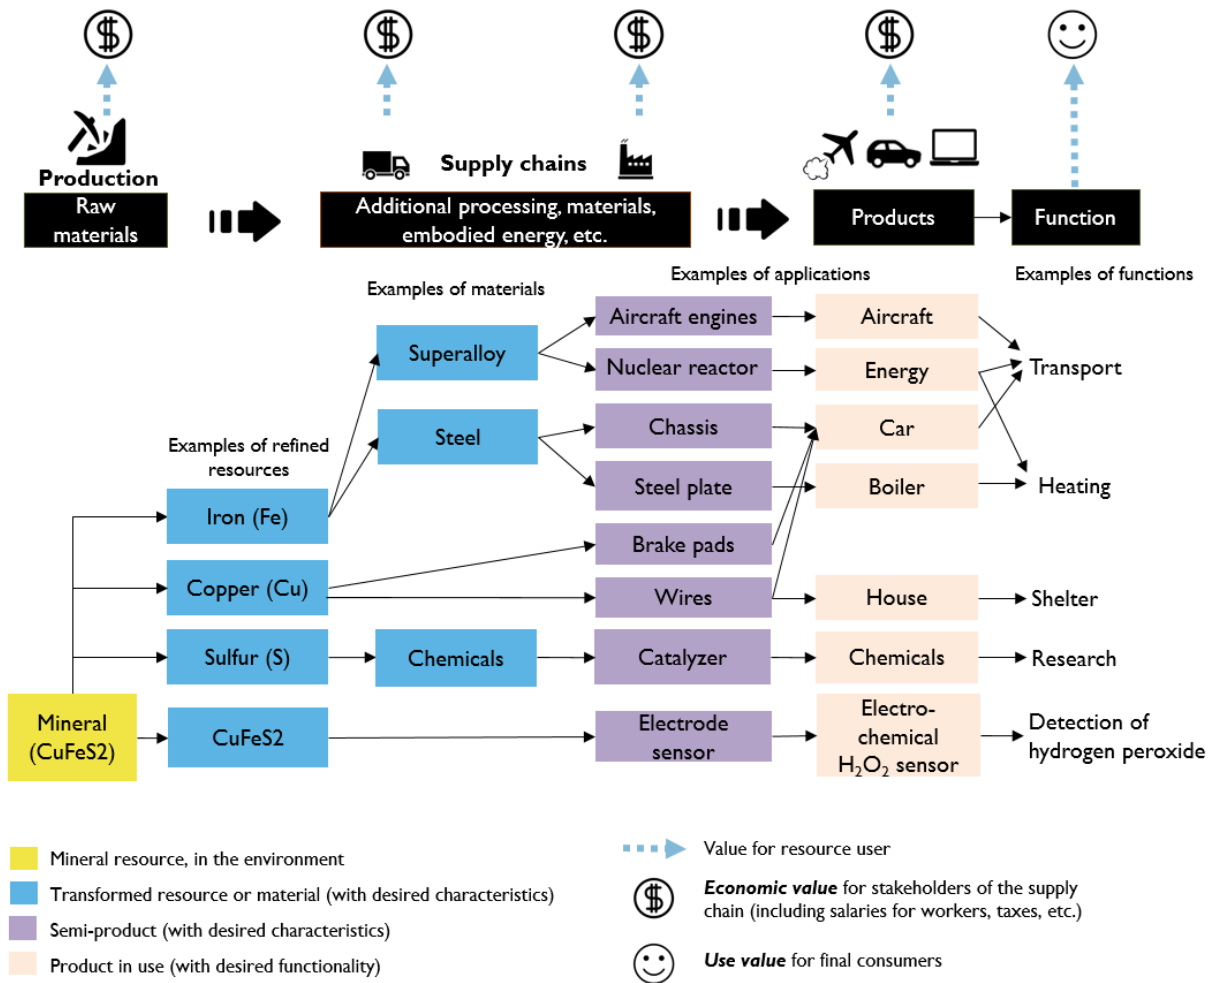 Production
Supply chains
Raw
materials
Additional processing, materials,
embodied energy, etc.
Products
Function
Examples of materials
Examples of applications
Examples of functions
Examples of refined
resources
Superalloy
Steel
Iron (Fe)
Copper (Cu)
Sulfur (S)
Chemicals
Mineral
(CuFeS2)
CuFeS2
Aircraft engines
Nuclear reactor
Chassis
Steel plate
Brake pads
Wires
Catalyzer
Electrode
sensor
Aircraft
Energy
Car
Boiler
House
Chemicals
Electro-
chemical
H₂O₂ sensor
Transport
Heating
Shelter
Research
Detection of
hydrogen peroxide
Mineral resource, in the environment
Transformed resource or material (with desired characteristics)
Semi-product (with desired characteristics)
Product in use (with desired functionality)
Value for resource user
Economic value for stakeholders of the supply
chain (including salaries for workers, taxes, etc.)
Use value for final consumers